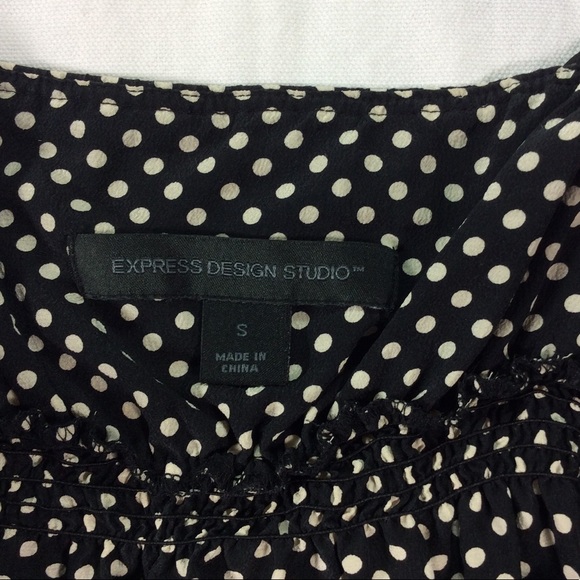 EXPRESS DESIGN STUDIO™
S
MADE IN
CHINA